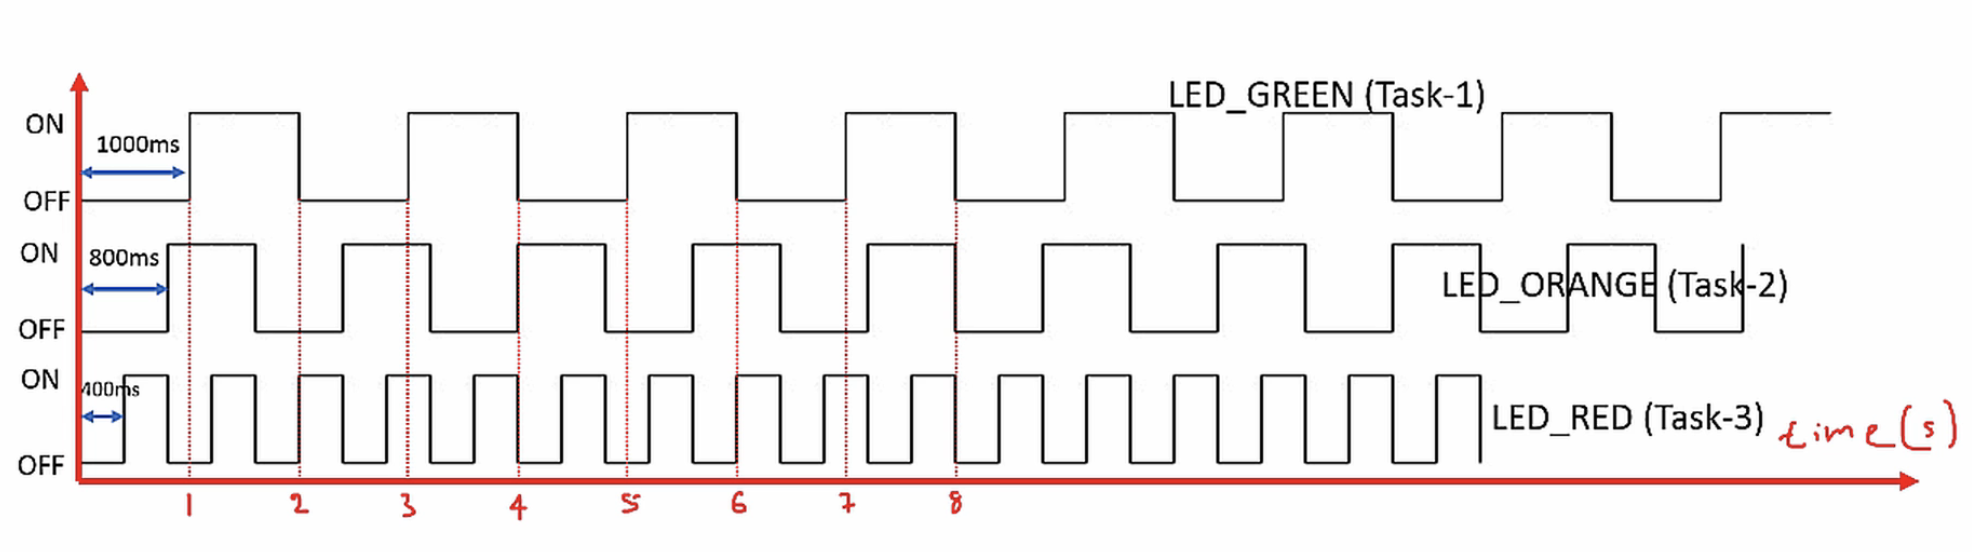 LED_GREEN (Task-1)
ON
1000ms
OFF
ON
800ms
LED_ORANGE (Task-2)
OFF
ON
400ms
LED_RED (Task-3)
time(s)
OFF
1 2 3 4 5 6 7 8